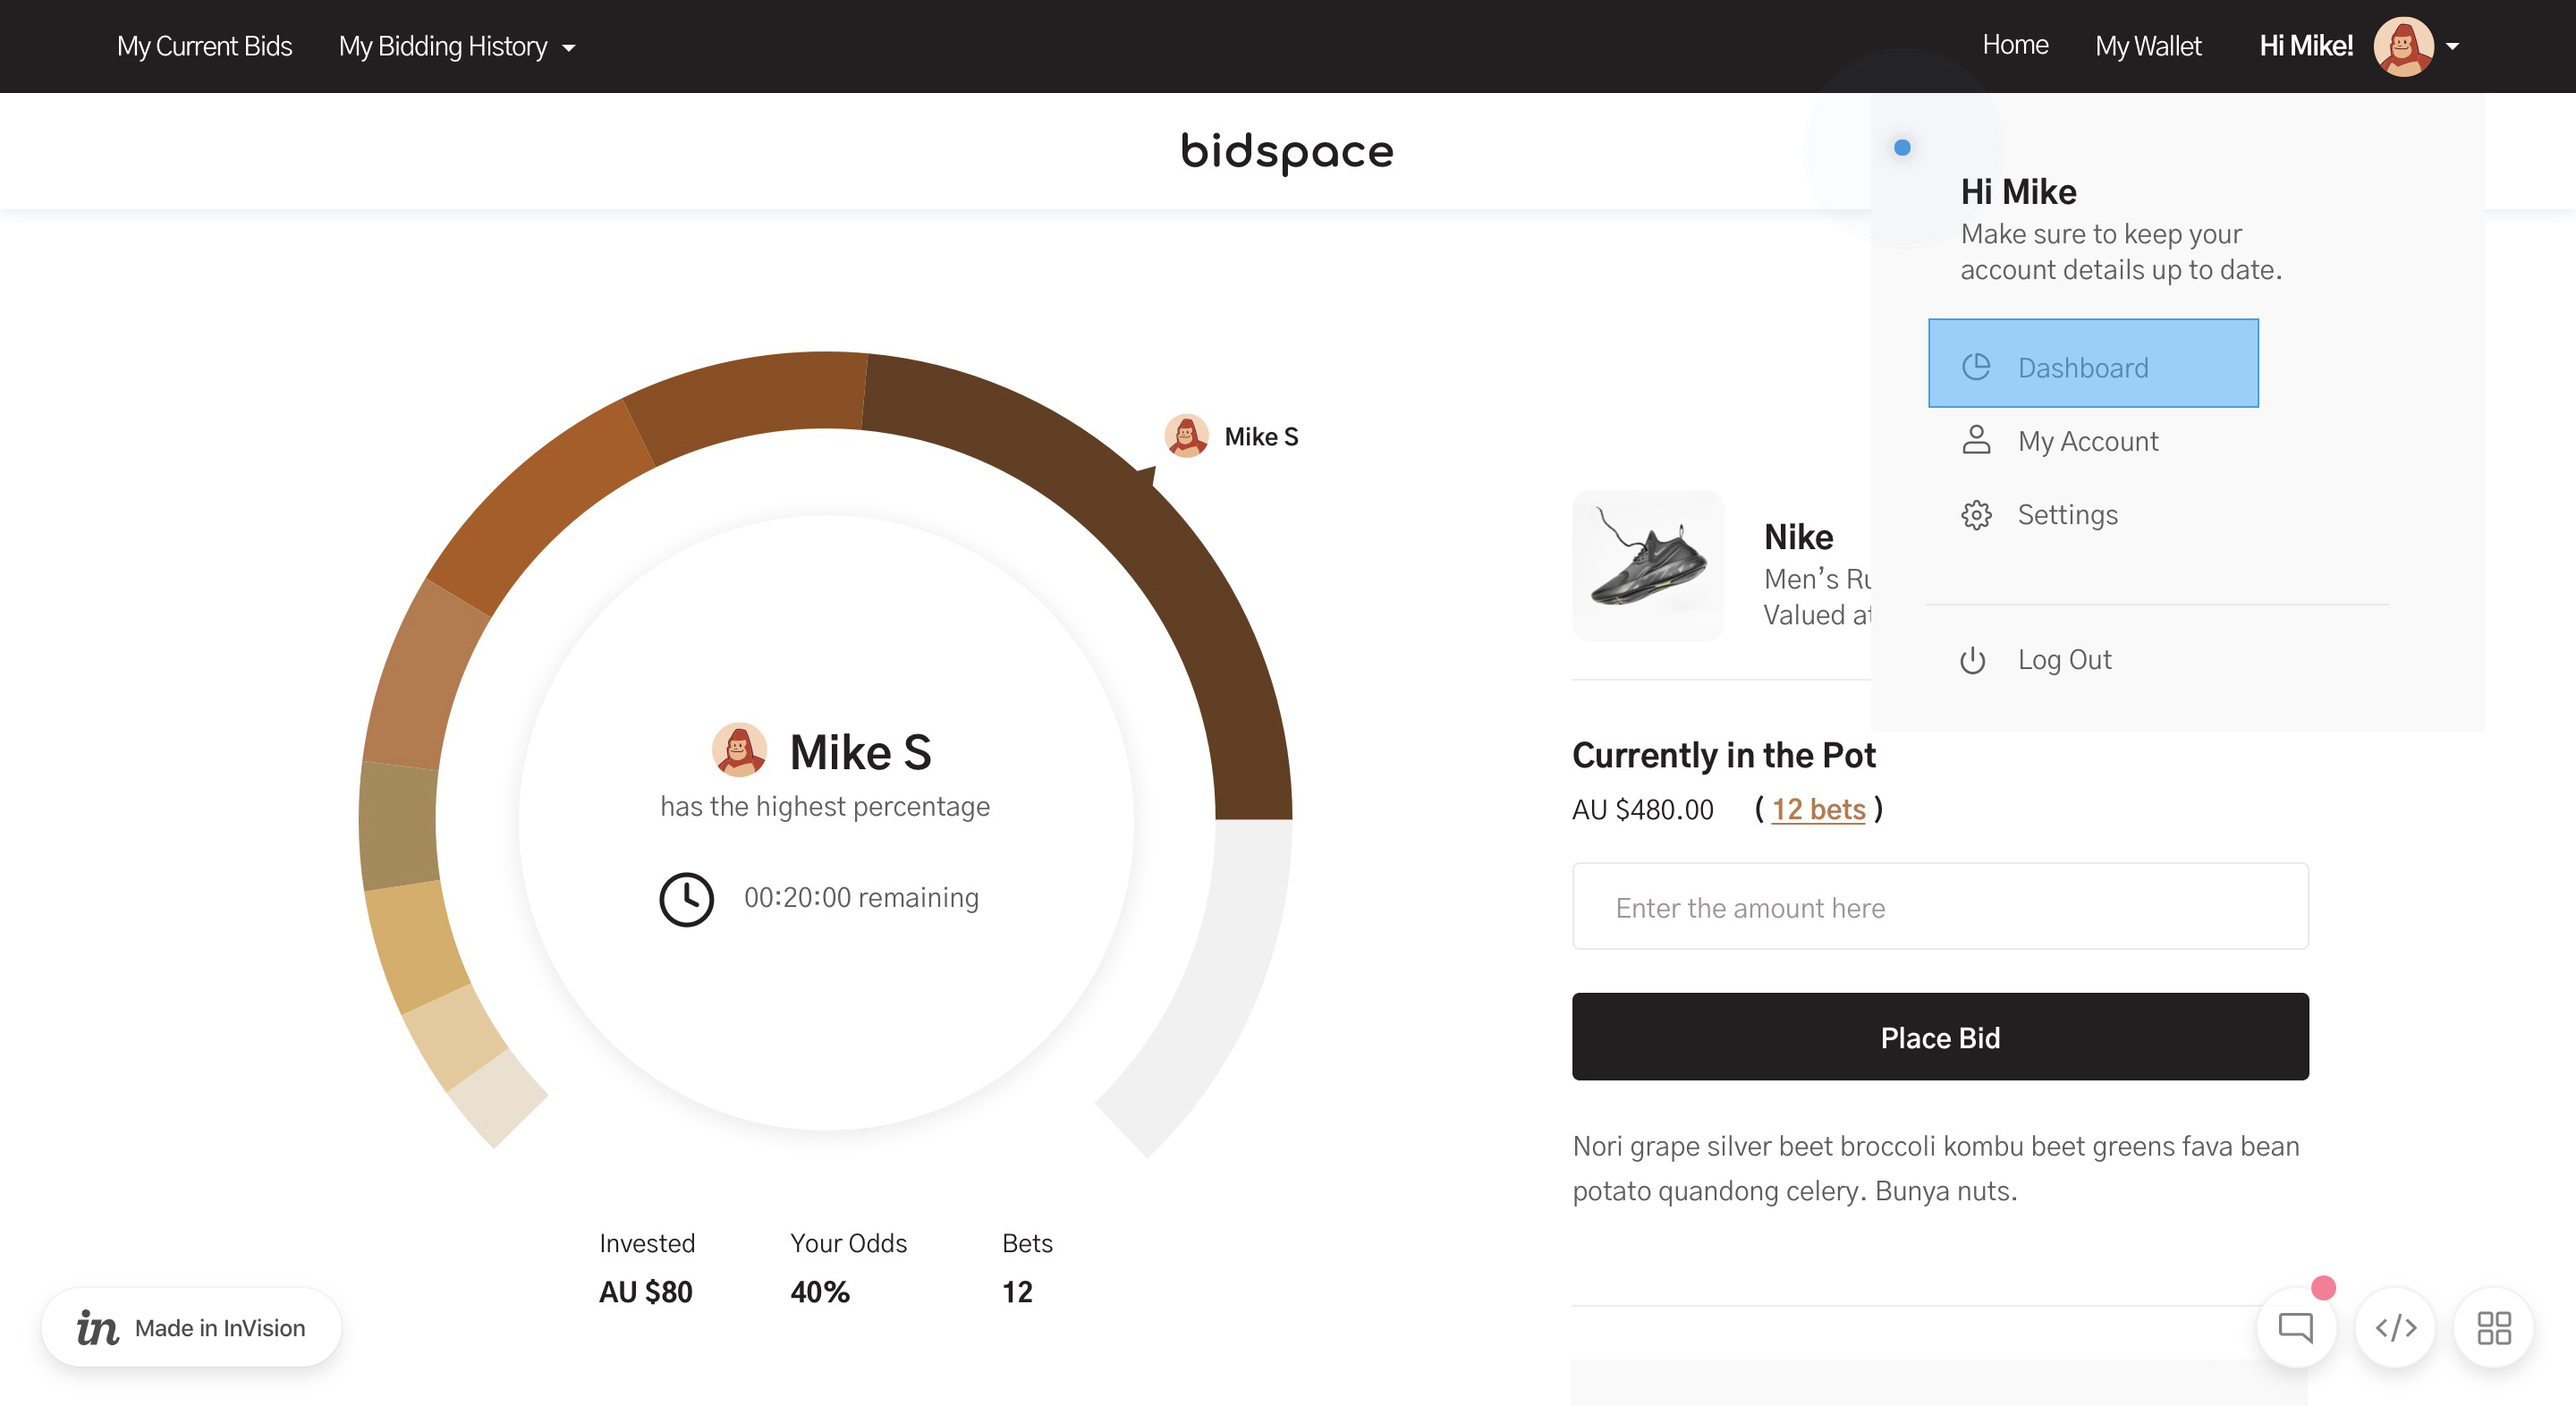 My Current Bids
My Bidding History
Home
My Wallet
Hi Mike!
bidspace
Hi Mike
Make sure to keep your
account details up to date.
Dashboard
My Account
Settings
Log Out
Mike S
Mike S
has the highest percentage
00:20:00 remaining
Invested
AU $80
Your Odds
40%
Bets
12
Nike
Men’s
Valued
Currently in the Pot
AU $480.00 ( 12 bets )
Enter the amount here
Place Bid
Nori grape silver beet broccoli kombu beet greens fava bean
potato quandong celery. Bunya nuts.
in Made in InVision